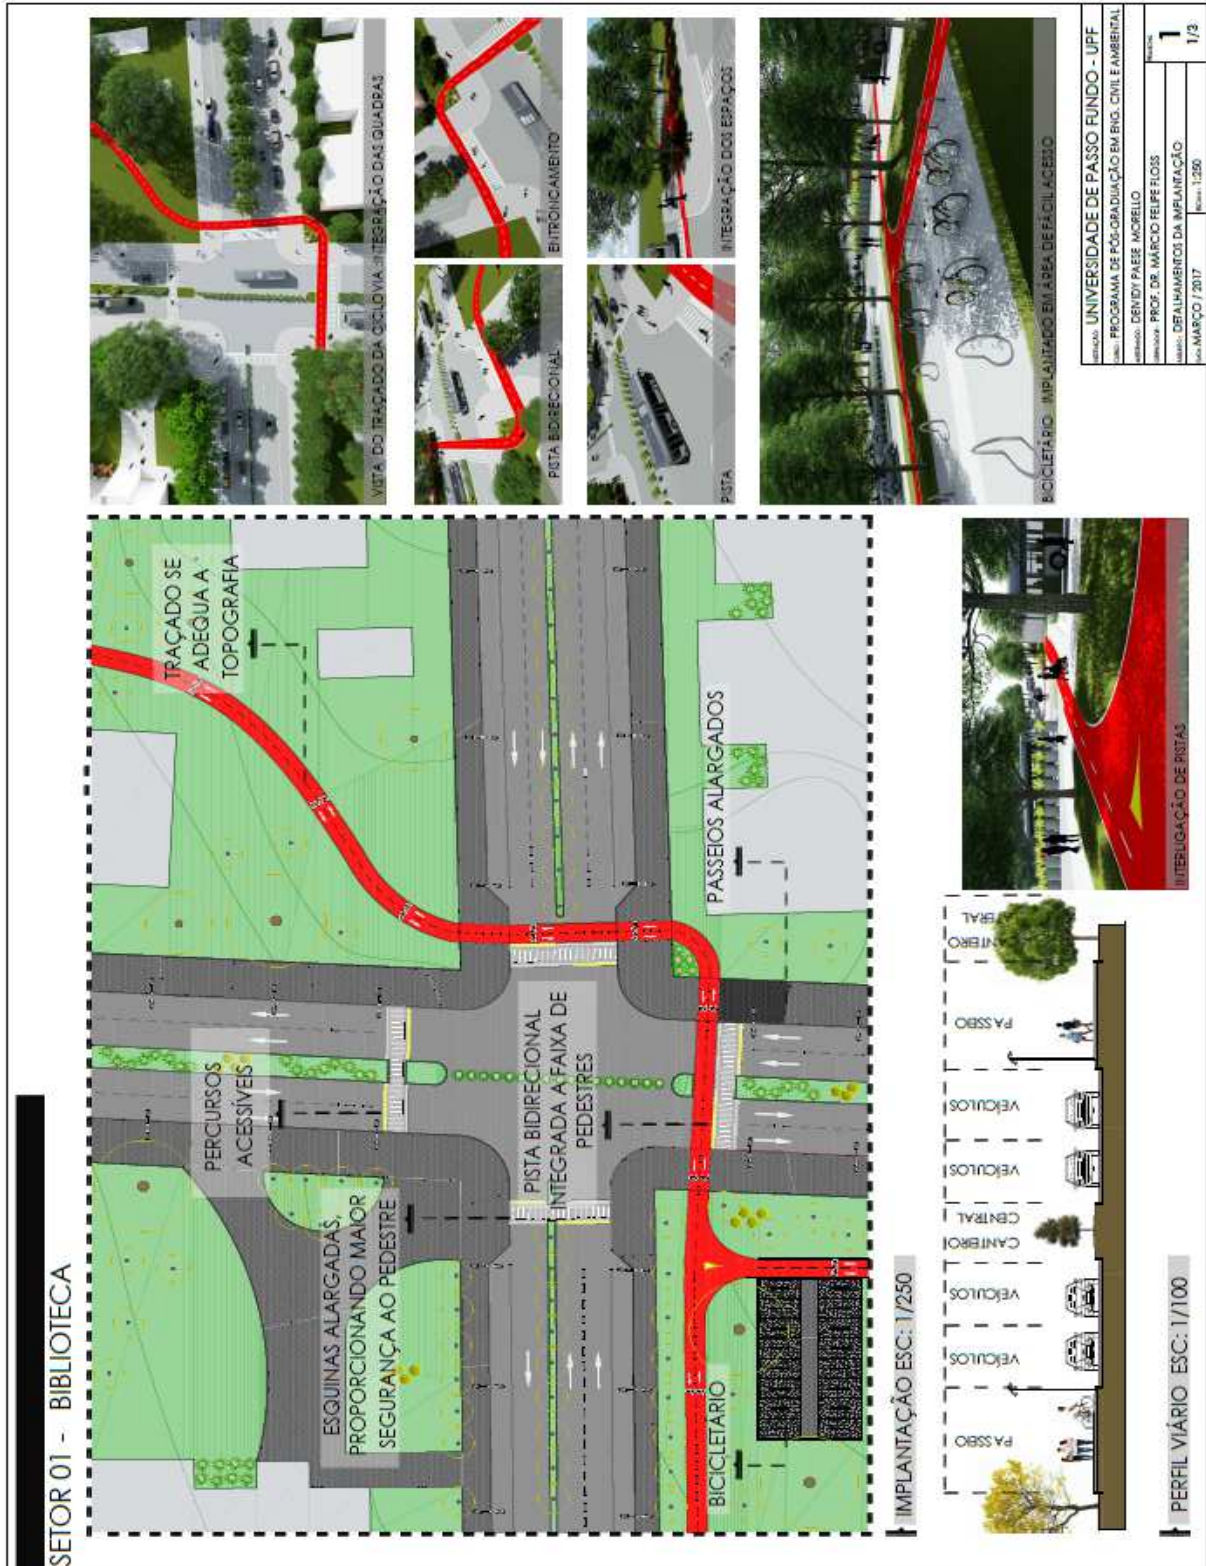 SETOR 01 - BIBLIOTECA
TRAÇADO SE
ADEQUA A
TOPOGRAFIA
PERCURSOS
ACESSÍVEIS
ESQUINAS ALARGADAS,
PROPORCIONANDO MAIOR
SEGURANÇA AO PEDESTRE
PISTA BIDIRECIONAL
INTEGRADA A FAIXA DE
PEDESTRES
PASSEIOS ALARGADOS
BICICLETÁRIO
IMPLANTAÇÃO ESC: 1/250
PASSEIO
VEÍCULOS
VEÍCULOS
CANTEIRO
CENTRAL
VEÍCULOS
VEÍCULOS
PASSEIO
PERFIL VIÁRIO ESC: 1/100
VISTA DO TRAÇADO DA CICLOVIA - INTEGRAÇÃO DAS QUADRAS
PISTA BIDIRECIONAL
ENTRONCAMENTO
PISTA
INTEGRAÇÃO DOS ESPAÇOS
BICICLETÁRIO IMPLANTADO EM AREA DE FÁCIL ACESSO
INTERLIGAÇÃO DE PISTAS
UNIVERSIDADE DE PASSO FUNDO - UPF
PROGRAMA DE PÓS-GRADUAÇÃO EM ENG. CIVIL E AMBIENTAL
DEIVIDY PAESE MORELLO
PROF. DR. MÁRCIO FELIPE FLOSS
DETALHAMENTOS DA IMPLANTAÇÃO
MARÇO / 2017
1:250
1
1/3